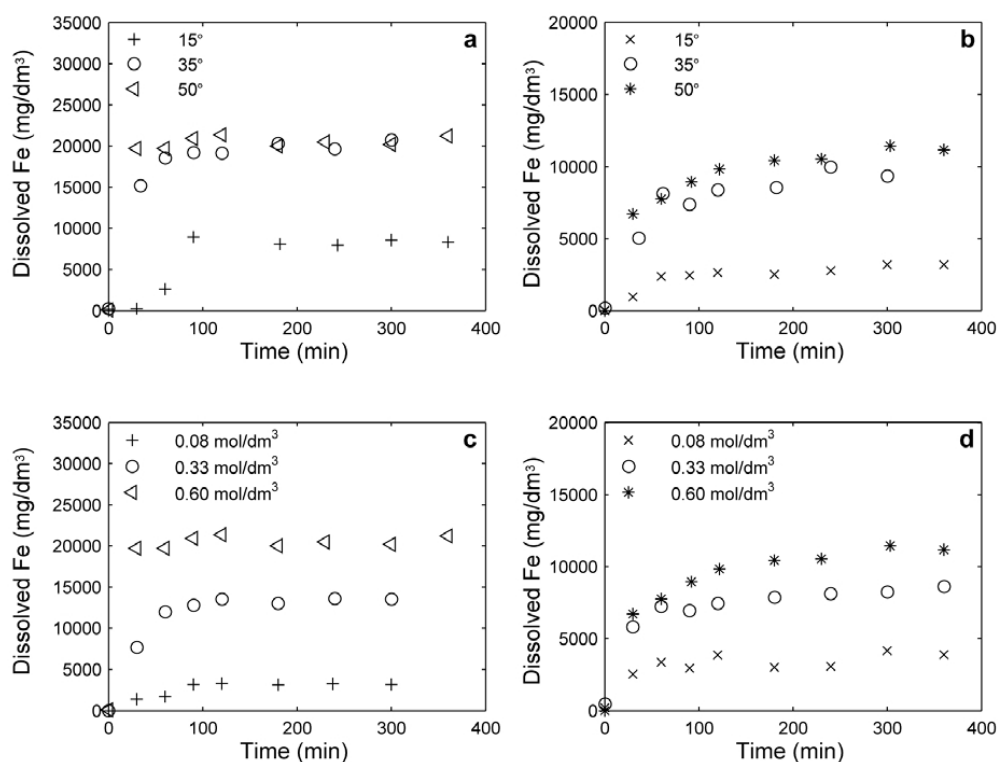 a
35000
30000
25000
20000
15000
10000
5000
0
Dissolved Fe (mg/dm³)
15°
35°
50°
0 100 200 300 400
Time (min)
b
20000
15000
10000
5000
0
Dissolved Fe (mg/dm³)
15°
35°
50°
0 100 200 300 400
Time (min)
c
35000
30000
25000
20000
15000
10000
5000
0
Dissolved Fe (mg/dm³)
0.08 mol/dm³
0.33 mol/dm³
0.60 mol/dm³
0 100 200 300 400
Time (min)
d
20000
15000
10000
5000
0
Dissolved Fe (mg/dm³)
0.08 mol/dm³
0.33 mol/dm³
0.60 mol/dm³
0 100 200 300 400
Time (min)